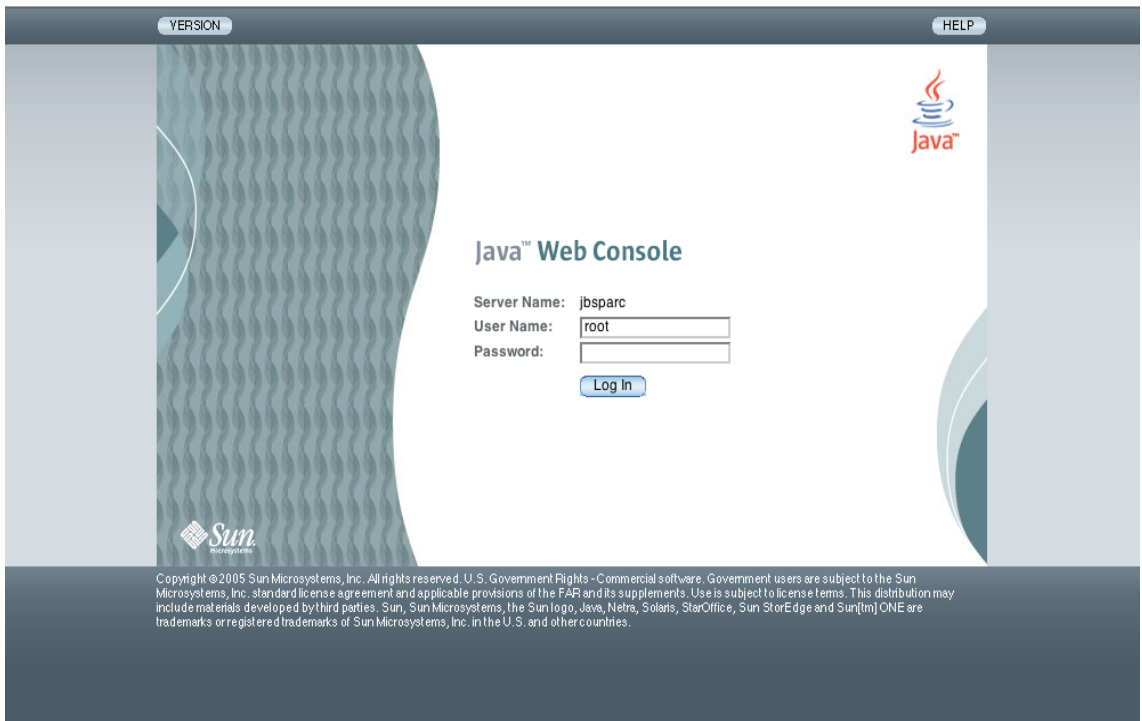 VERSION
HELP
Java™
Java™ Web Console
Server Name: jbsparc
User Name: root
Password:
Log In
Sun
microsystems
Copyright ©2005 Sun Microsystems, Inc. All rights reserved. U.S. Government Rights - Commercial software. Government users are subject to the Sun
Microsystems, Inc. standard license agreement and applicable provisions of the FAR and its supplements. Use is subject to license terms. This distribution may
include materials developed by third parties. Sun, Sun Microsystems, the Sun logo, Java, Netra, Solaris, StarOffice, Sun StorEdge and Sun[tm] ONE are
trademarks or registered trademarks of Sun Microsystems, Inc. in the U.S. and other countries.